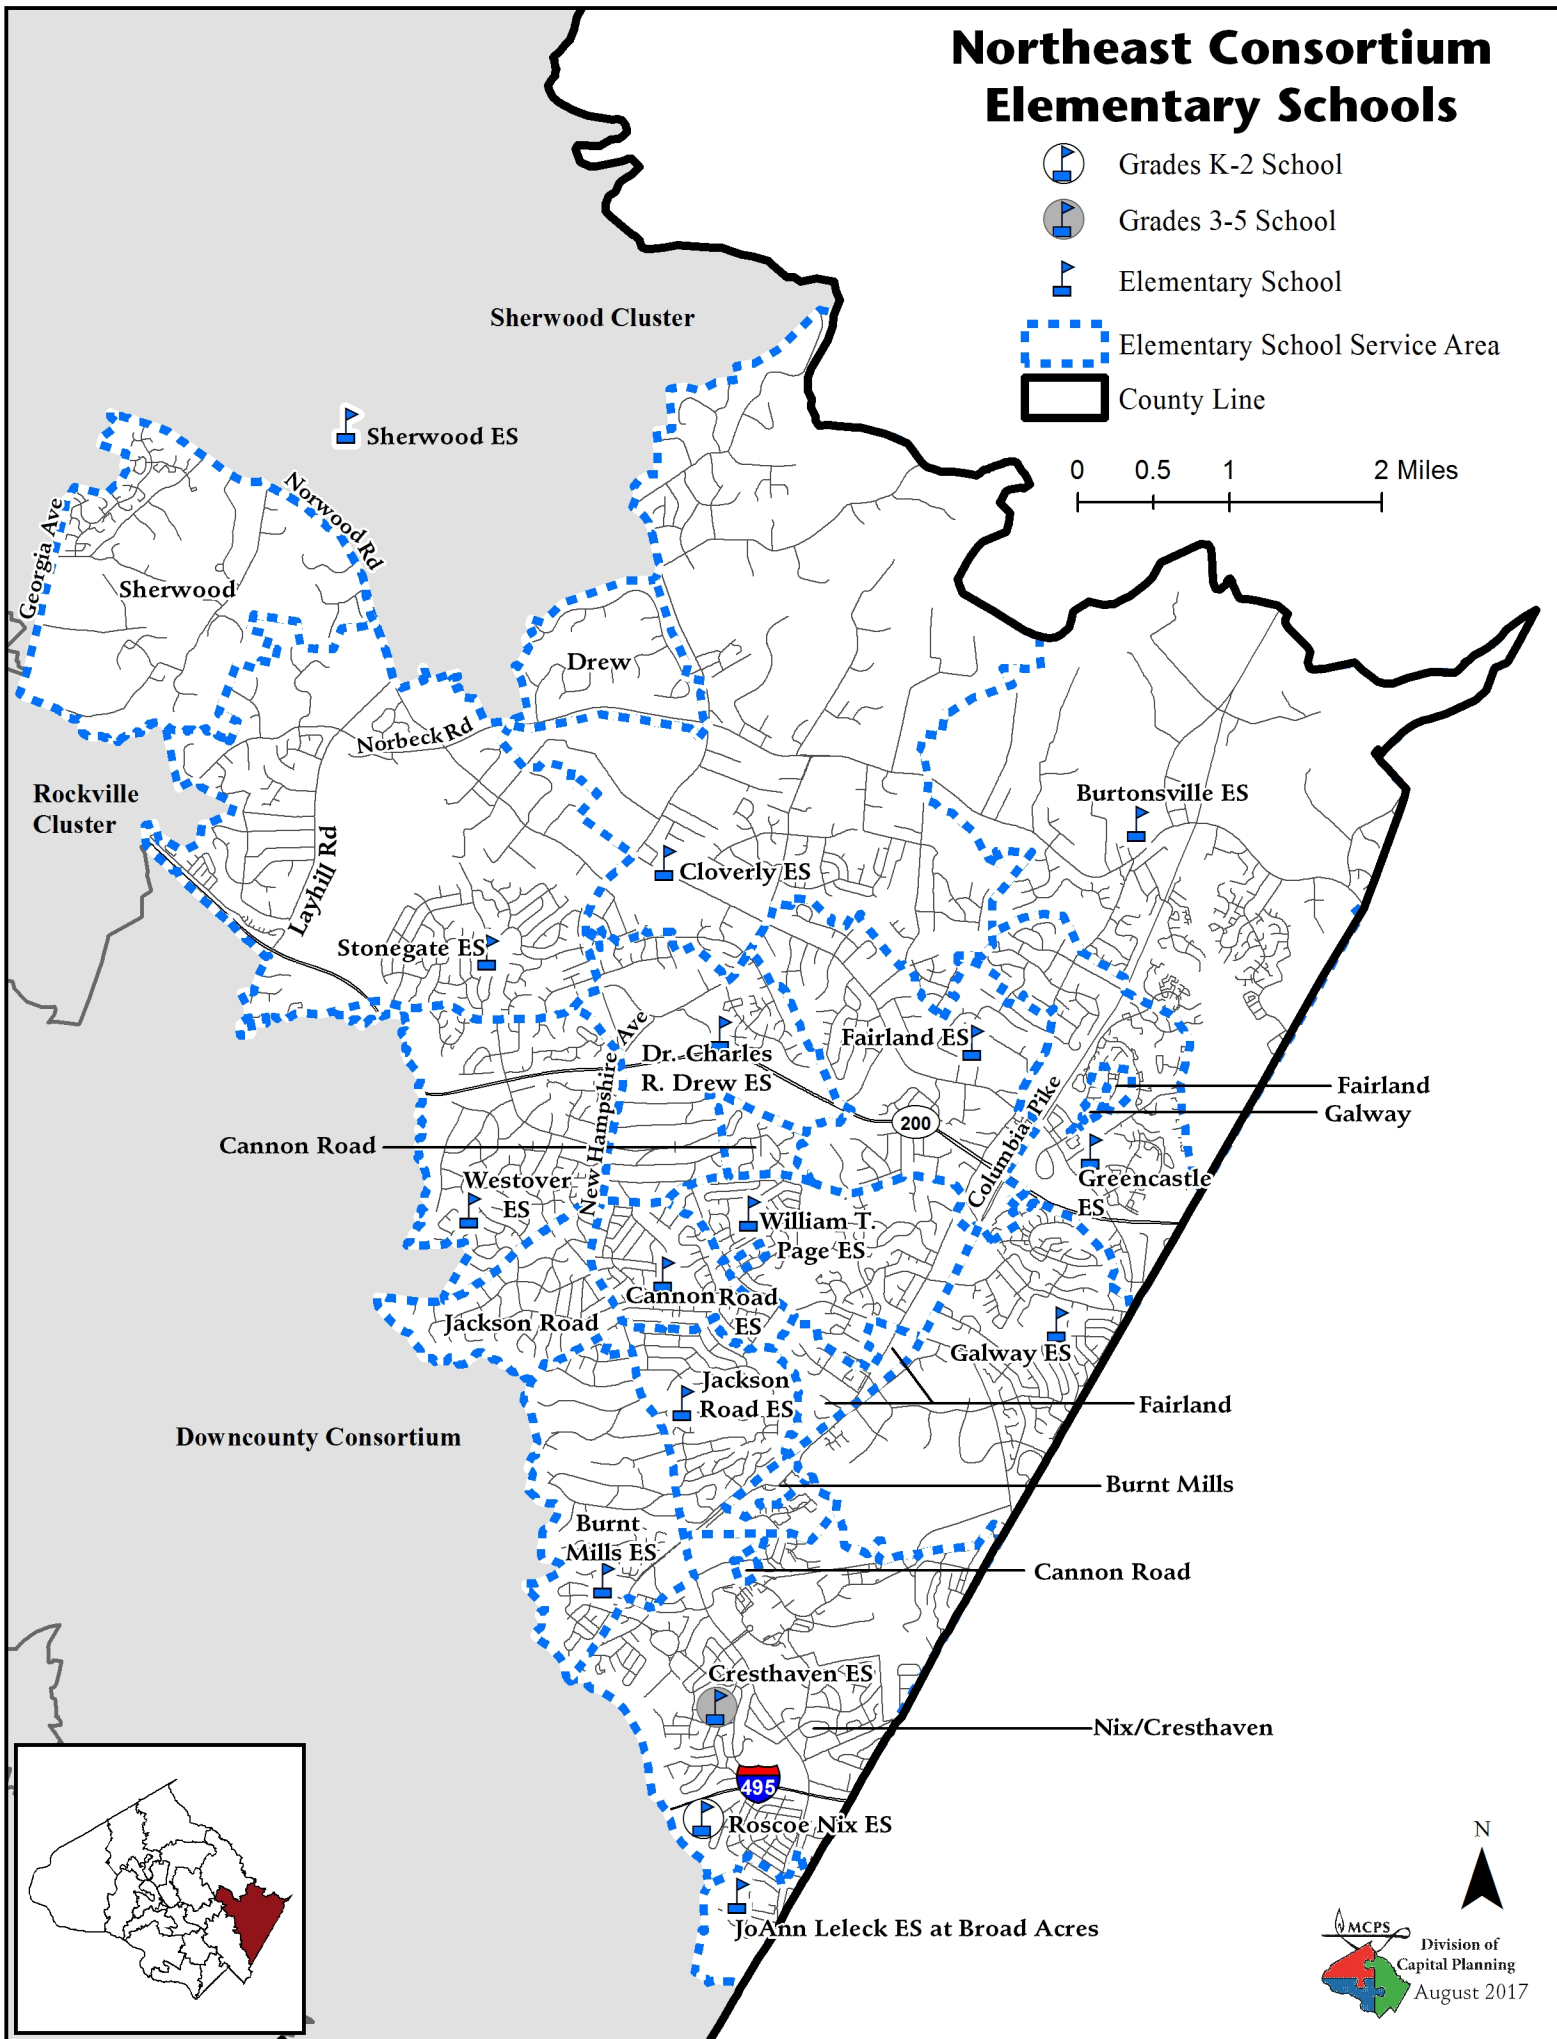 Northeast Consortium
Elementary Schools
Grades K-2 School
Grades 3-5 School
Elementary School
Elementary School Service Area
County Line
0 0.5 1 2 Miles
Sherwood Cluster
Sherwood ES
Norwood Rd
Georgia Ave
Sherwood
Drew
Norbeck Rd
Rockville
Cluster
Burtonsville ES
Layhill Rd
Cloverly ES
Stonegate ES
New Hampshire Ave
Dr. Charles
R. Drew ES
Fairland ES
Columbia Pike
Fairland
Galway
200
Cannon Road
Westover
ES
Greencastle
ES
William T.
Page ES
Cannon Road
ES
Jackson Road
Galway ES
Jackson
Road ES
Fairland
Downcounty Consortium
Burnt Mills
Burnt
Mills ES
Cannon Road
Cresthaven ES
Nix/Cresthaven
495
Roscoe Nix ES
JoAnn Leleck ES at Broad Acres
N
MCPS
Division of
Capital Planning
August 2017